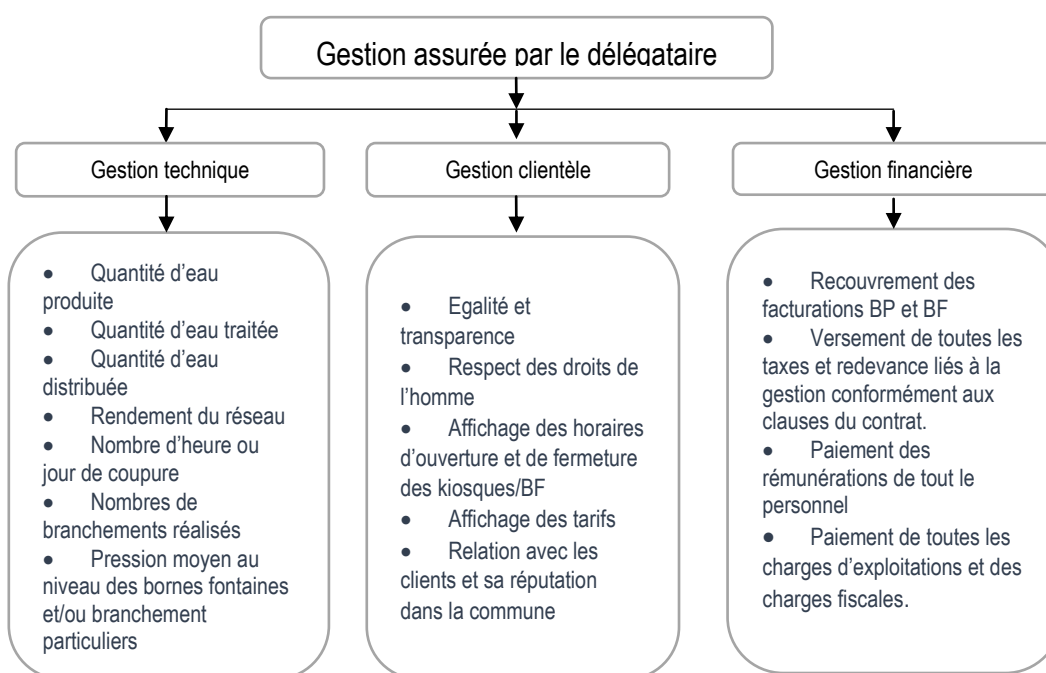 Gestion assurée par le délégataire
Gestion technique
Gestion clientèle
Gestion financière
• Quantité d'eau
produite
• Quantité d'eau traitée
• Quantité d'eau
distribuée
• Rendement du réseau
• Nombre d'heure ou
jour de coupure
• Nombres de
branchements réalisés
• Pression moyen au
niveau des bornes fontaines
et/ou branchement
particuliers
• Egalité et
transparence
• Respect des droits de
l'homme
• Affichage des horaires
d'ouverture et de fermeture
des kiosques/BF
• Affichage des tarifs
• Relation avec les
clients et sa réputation
dans la commune
• Recouvrement des
facturations BP et BF
• Versement de toutes les
taxes et redevance liés à la
gestion conformément aux
clauses du contrat.
• Paiement des
rémunérations de tout le
personnel
• Paiement de toutes les
charges d'exploitations et des
charges fiscales.